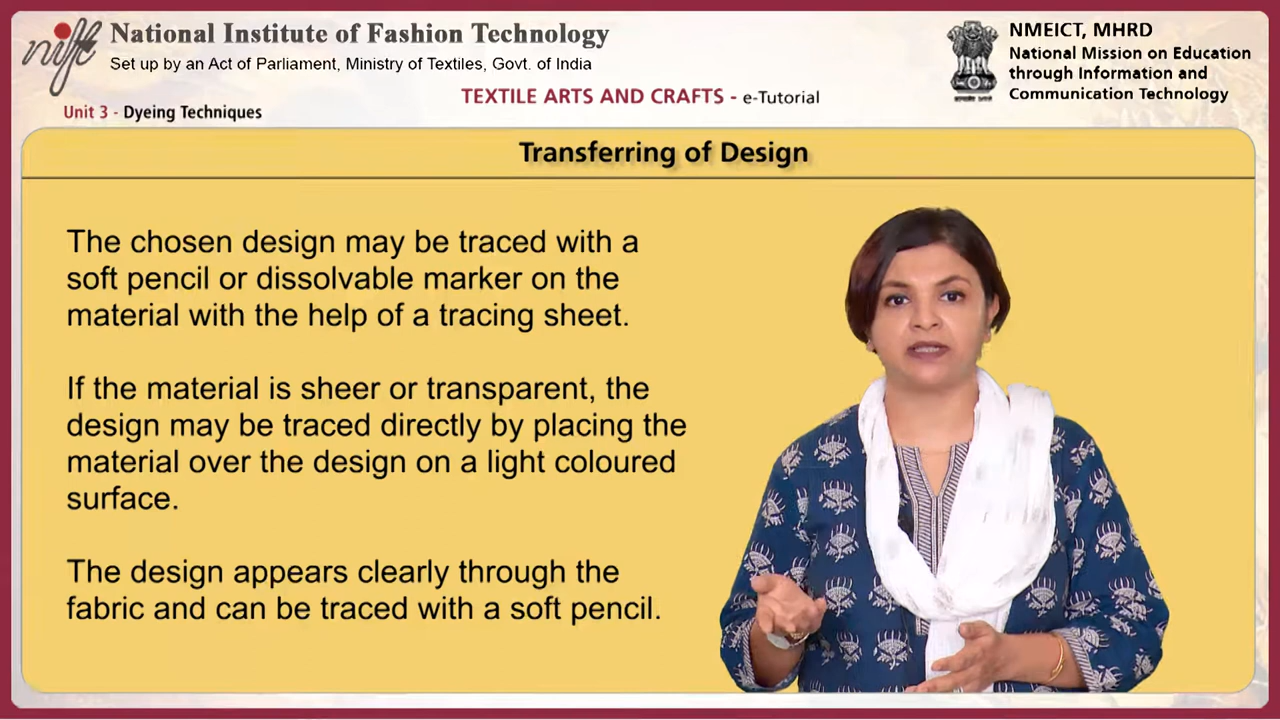 nift
National Institute of Fashion Technology
Set up by an Act of Parliament, Ministry of Textiles, Govt. of India
NMEICT, MHRD
National Mission on Education
through Information and
Communication Technology
TEXTILE ARTS AND CRAFTS - e-Tutorial
Unit 3 - Dyeing Techniques
Transferring of Design
The chosen design may be traced with a
soft pencil or dissolvable marker on the
material with the help of a tracing sheet.
If the material is sheer or transparent, the
design may be traced directly by placing the
material over the design on a light coloured
surface.
The design appears clearly through the
fabric and can be traced with a soft pencil.